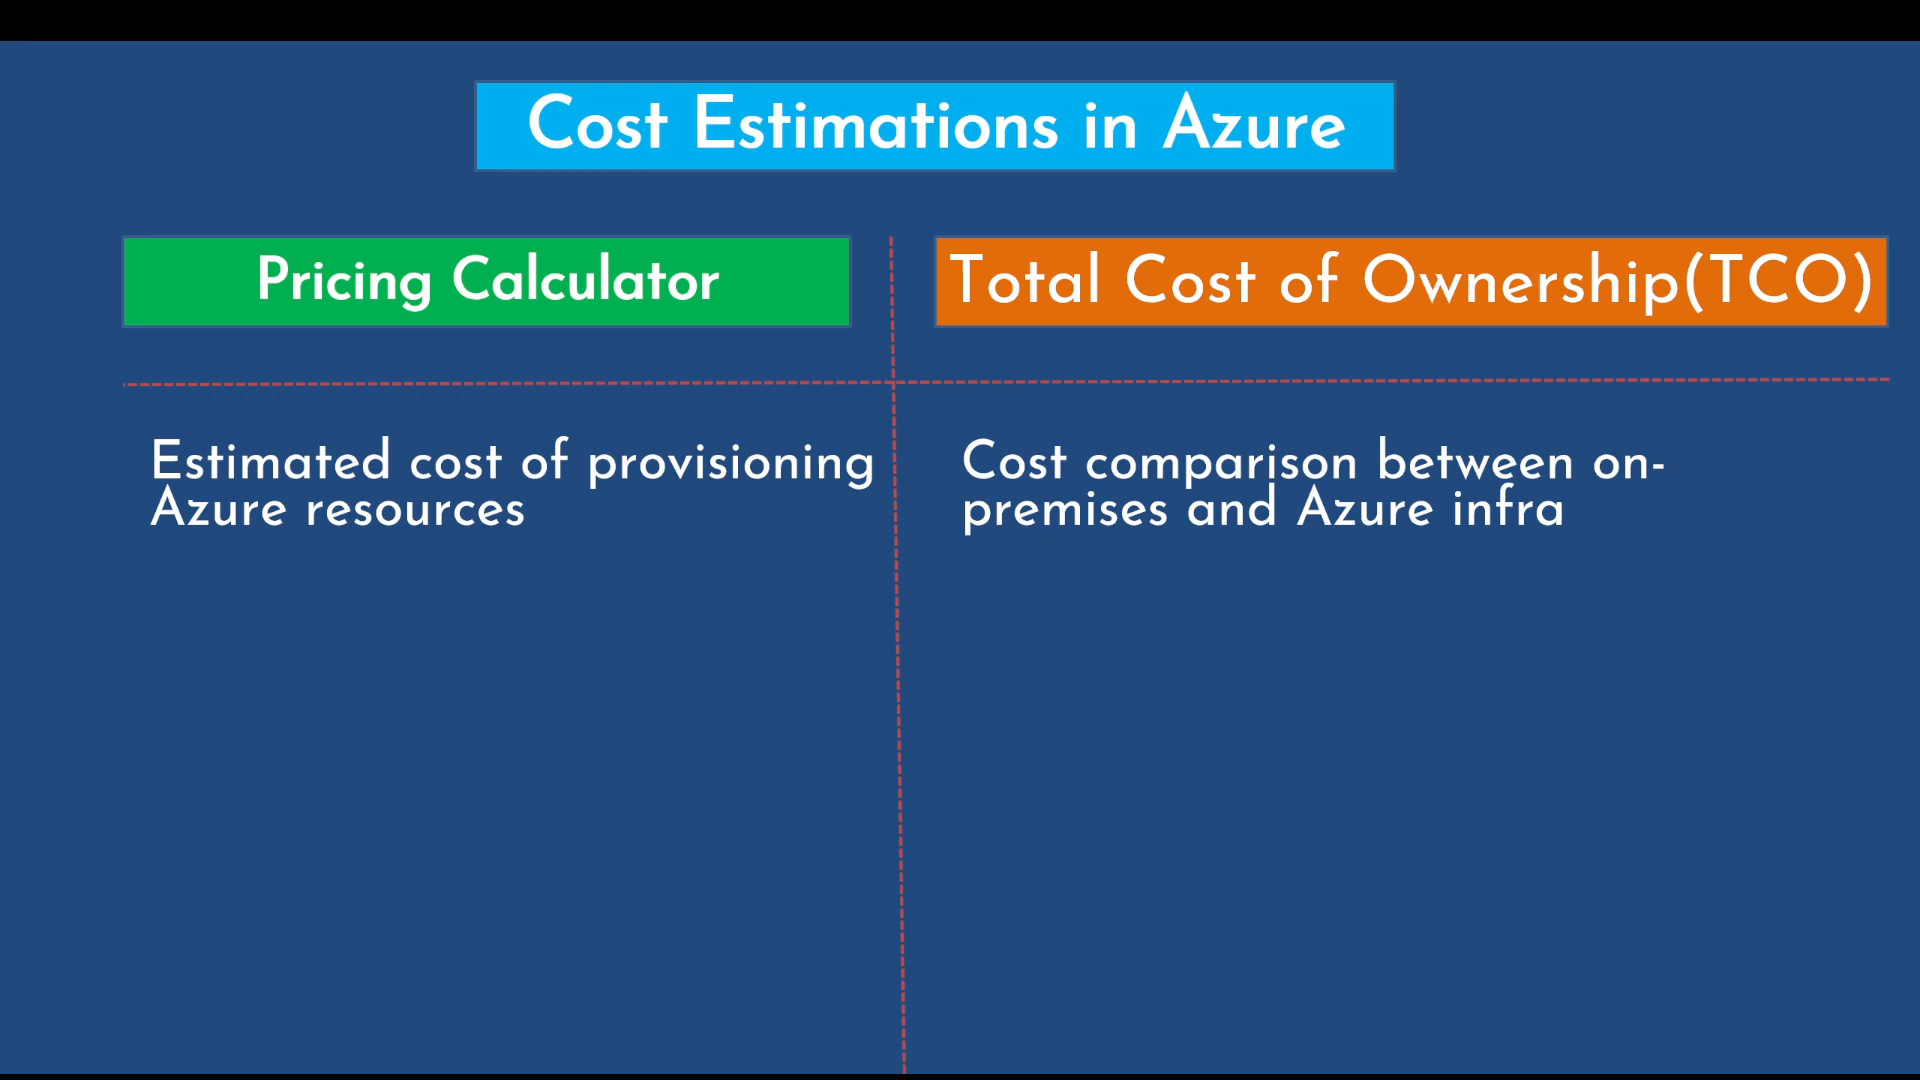 Cost Estimations in Azure
Pricing Calculator
Total Cost of Ownership(TCO)
Estimated cost of provisioning
Azure resources
Cost comparison between on-
premises and Azure infra